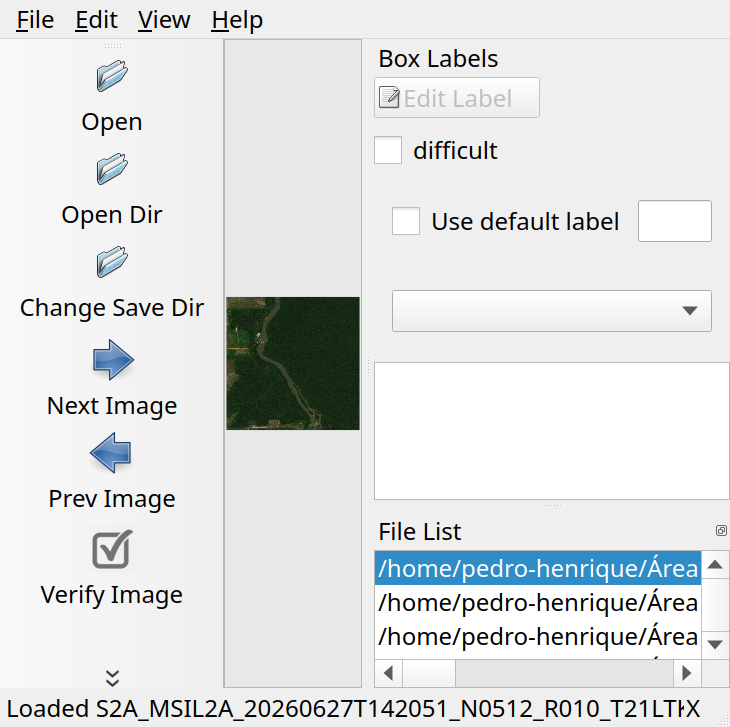 File Edit View Help
Open
Open Dir
Change Save Dir
Next Image
Prev Image
Verify Image
Box Labels
Edit Label
difficult
Use default label
File List
/home/pedro-henrique/Área
/home/pedro-henrique/Área
/home/pedro-henrique/Área
Loaded S2A_MSIL2A_20260627T142051_N0512_R010_T21LTKX